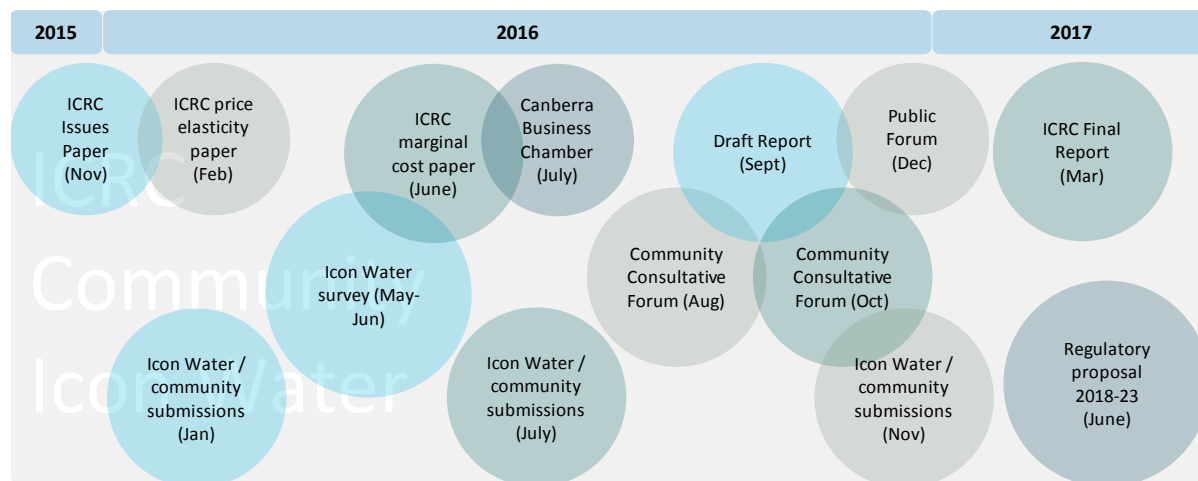 2015
2016
2017
ICRC
Issues
Paper
(Nov)
ICRC price
elasticity
paper
(Feb)
ICRC
marginal
cost paper
(June)
Canberra
Business
Chamber
(July)
Draft Report
(Sept)
Public
Forum
(Dec)
ICRC Final
Report
(Mar)
ICRC
Community
Icon Water
Icon Water
survey (May-
Jun)
Community
Consultative
Forum (Aug)
Community
Consultative
Forum (Oct)
Icon Water /
community
submissions
(Jan)
Icon Water /
community
submissions
(July)
Icon Water /
community
submissions
(Nov)
Regulatory
proposal
2018-23
(June)